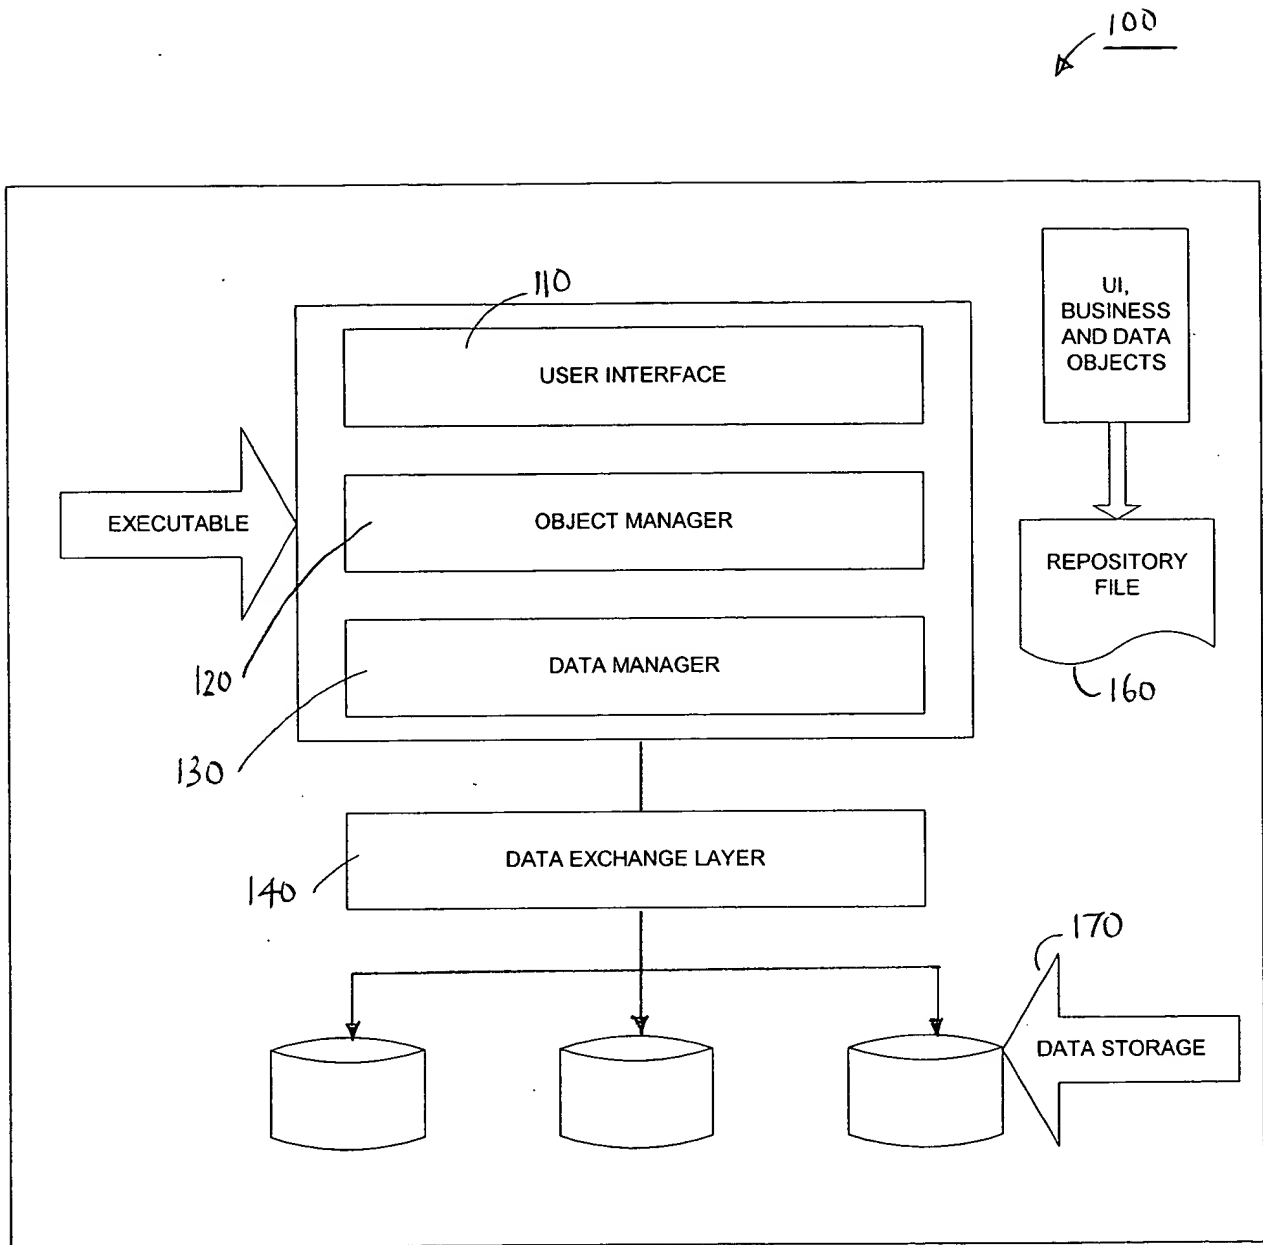 100
110
UI,
BUSINESS
AND DATA
OBJECTS
USER INTERFACE
EXECUTABLE
OBJECT MANAGER
REPOSITORY
FILE
120
DATA MANAGER
160
130
DATA EXCHANGE LAYER
140
170
DATA STORAGE